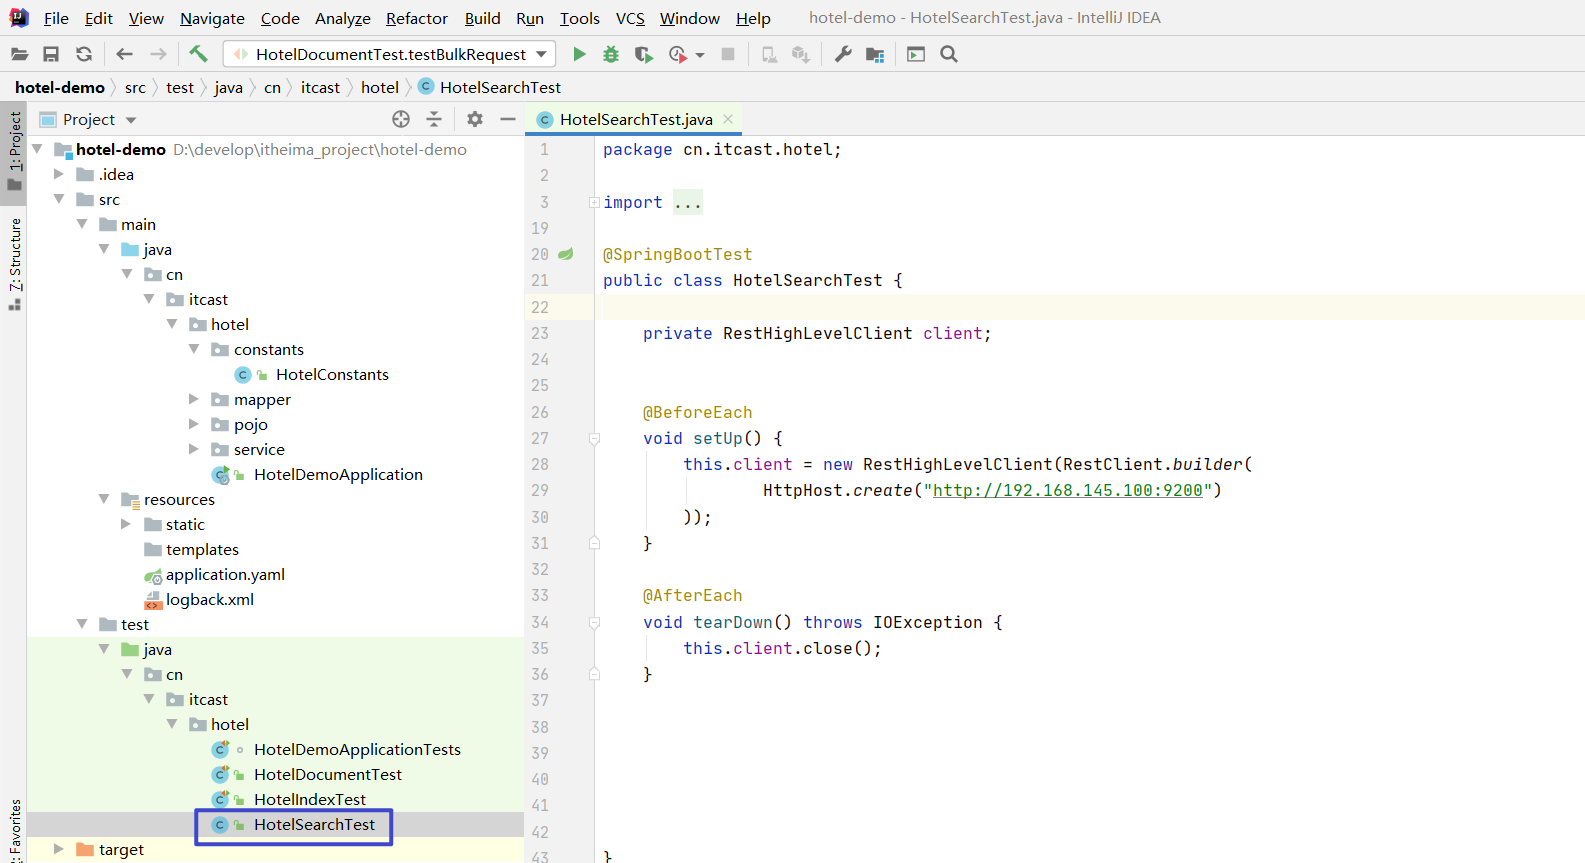 File Edit View Navigate Code Analyze Refactor Build Run Tools VCS Window Help hotel-demo - HotelSearchTest.java - IntelliJ IDEA
HotelDocumentTest.testBulkRequest
hotel-demo src test java cn itcast hotel HotelSearchTest
1: Project
7: Structure
2: Favorites
Project
hotel-demo D:\develop\itheima_project\hotel-demo
.idea
src
main
java
cn
itcast
hotel
constants
HotelConstants
mapper
pojo
service
HotelDemoApplication
resources
static
templates
application.yaml
logback.xml
test
java
cn
itcast
hotel
HotelDemoApplicationTests
HotelDocumentTest
HotelIndexTest
HotelSearchTest
target
HotelSearchTest.java
1 package cn.itcast.hotel;
2
3 import ...
19
20 @SpringBootTest
21 public class HotelSearchTest {
22
23 private RestHighLevelClient client;
24
25
26 @BeforeEach
27 void setUp() {
28 this.client = new RestHighLevelClient(RestClient.builder(
29 HttpHost.create("http://192.168.145.100:9200")
30 ));
31 }
32
33 @AfterEach
34 void tearDown() throws IOException {
35 this.client.close();
36 }
37
38
39
40
41
42
43 }